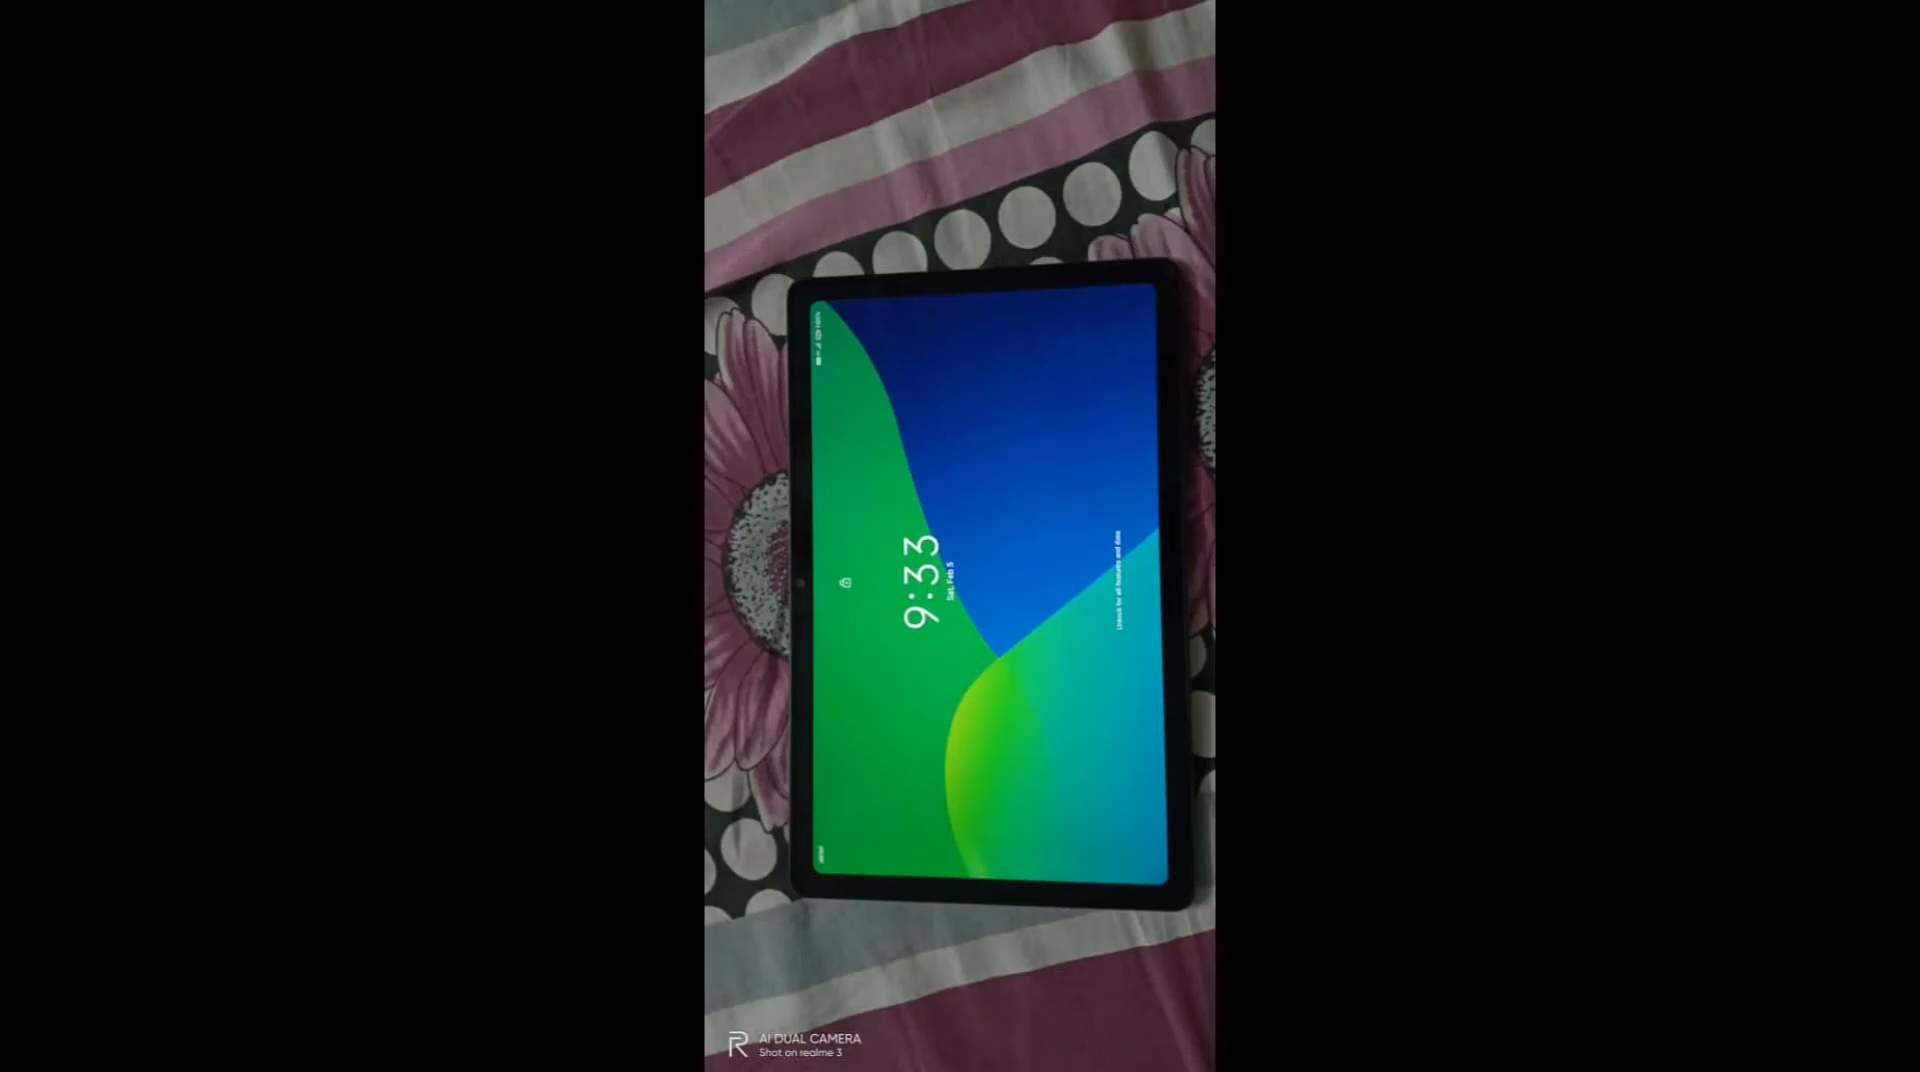 9:33
Sat, Feb 5
Unlock for all features and data
AI DUAL CAMERA
Shot on realme 3